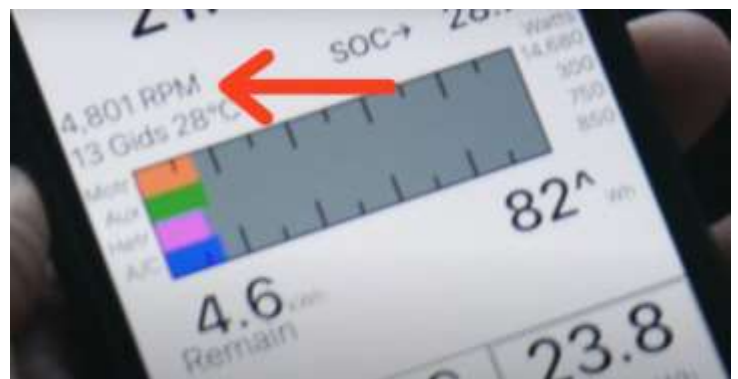 SOC→
Watts
4,801 RPM
14,680
13 Gids 28°C
300
Motr
750
Aux
850
Hetr
A/C
82^ Wh
4.6 kWh
Remain
23.8